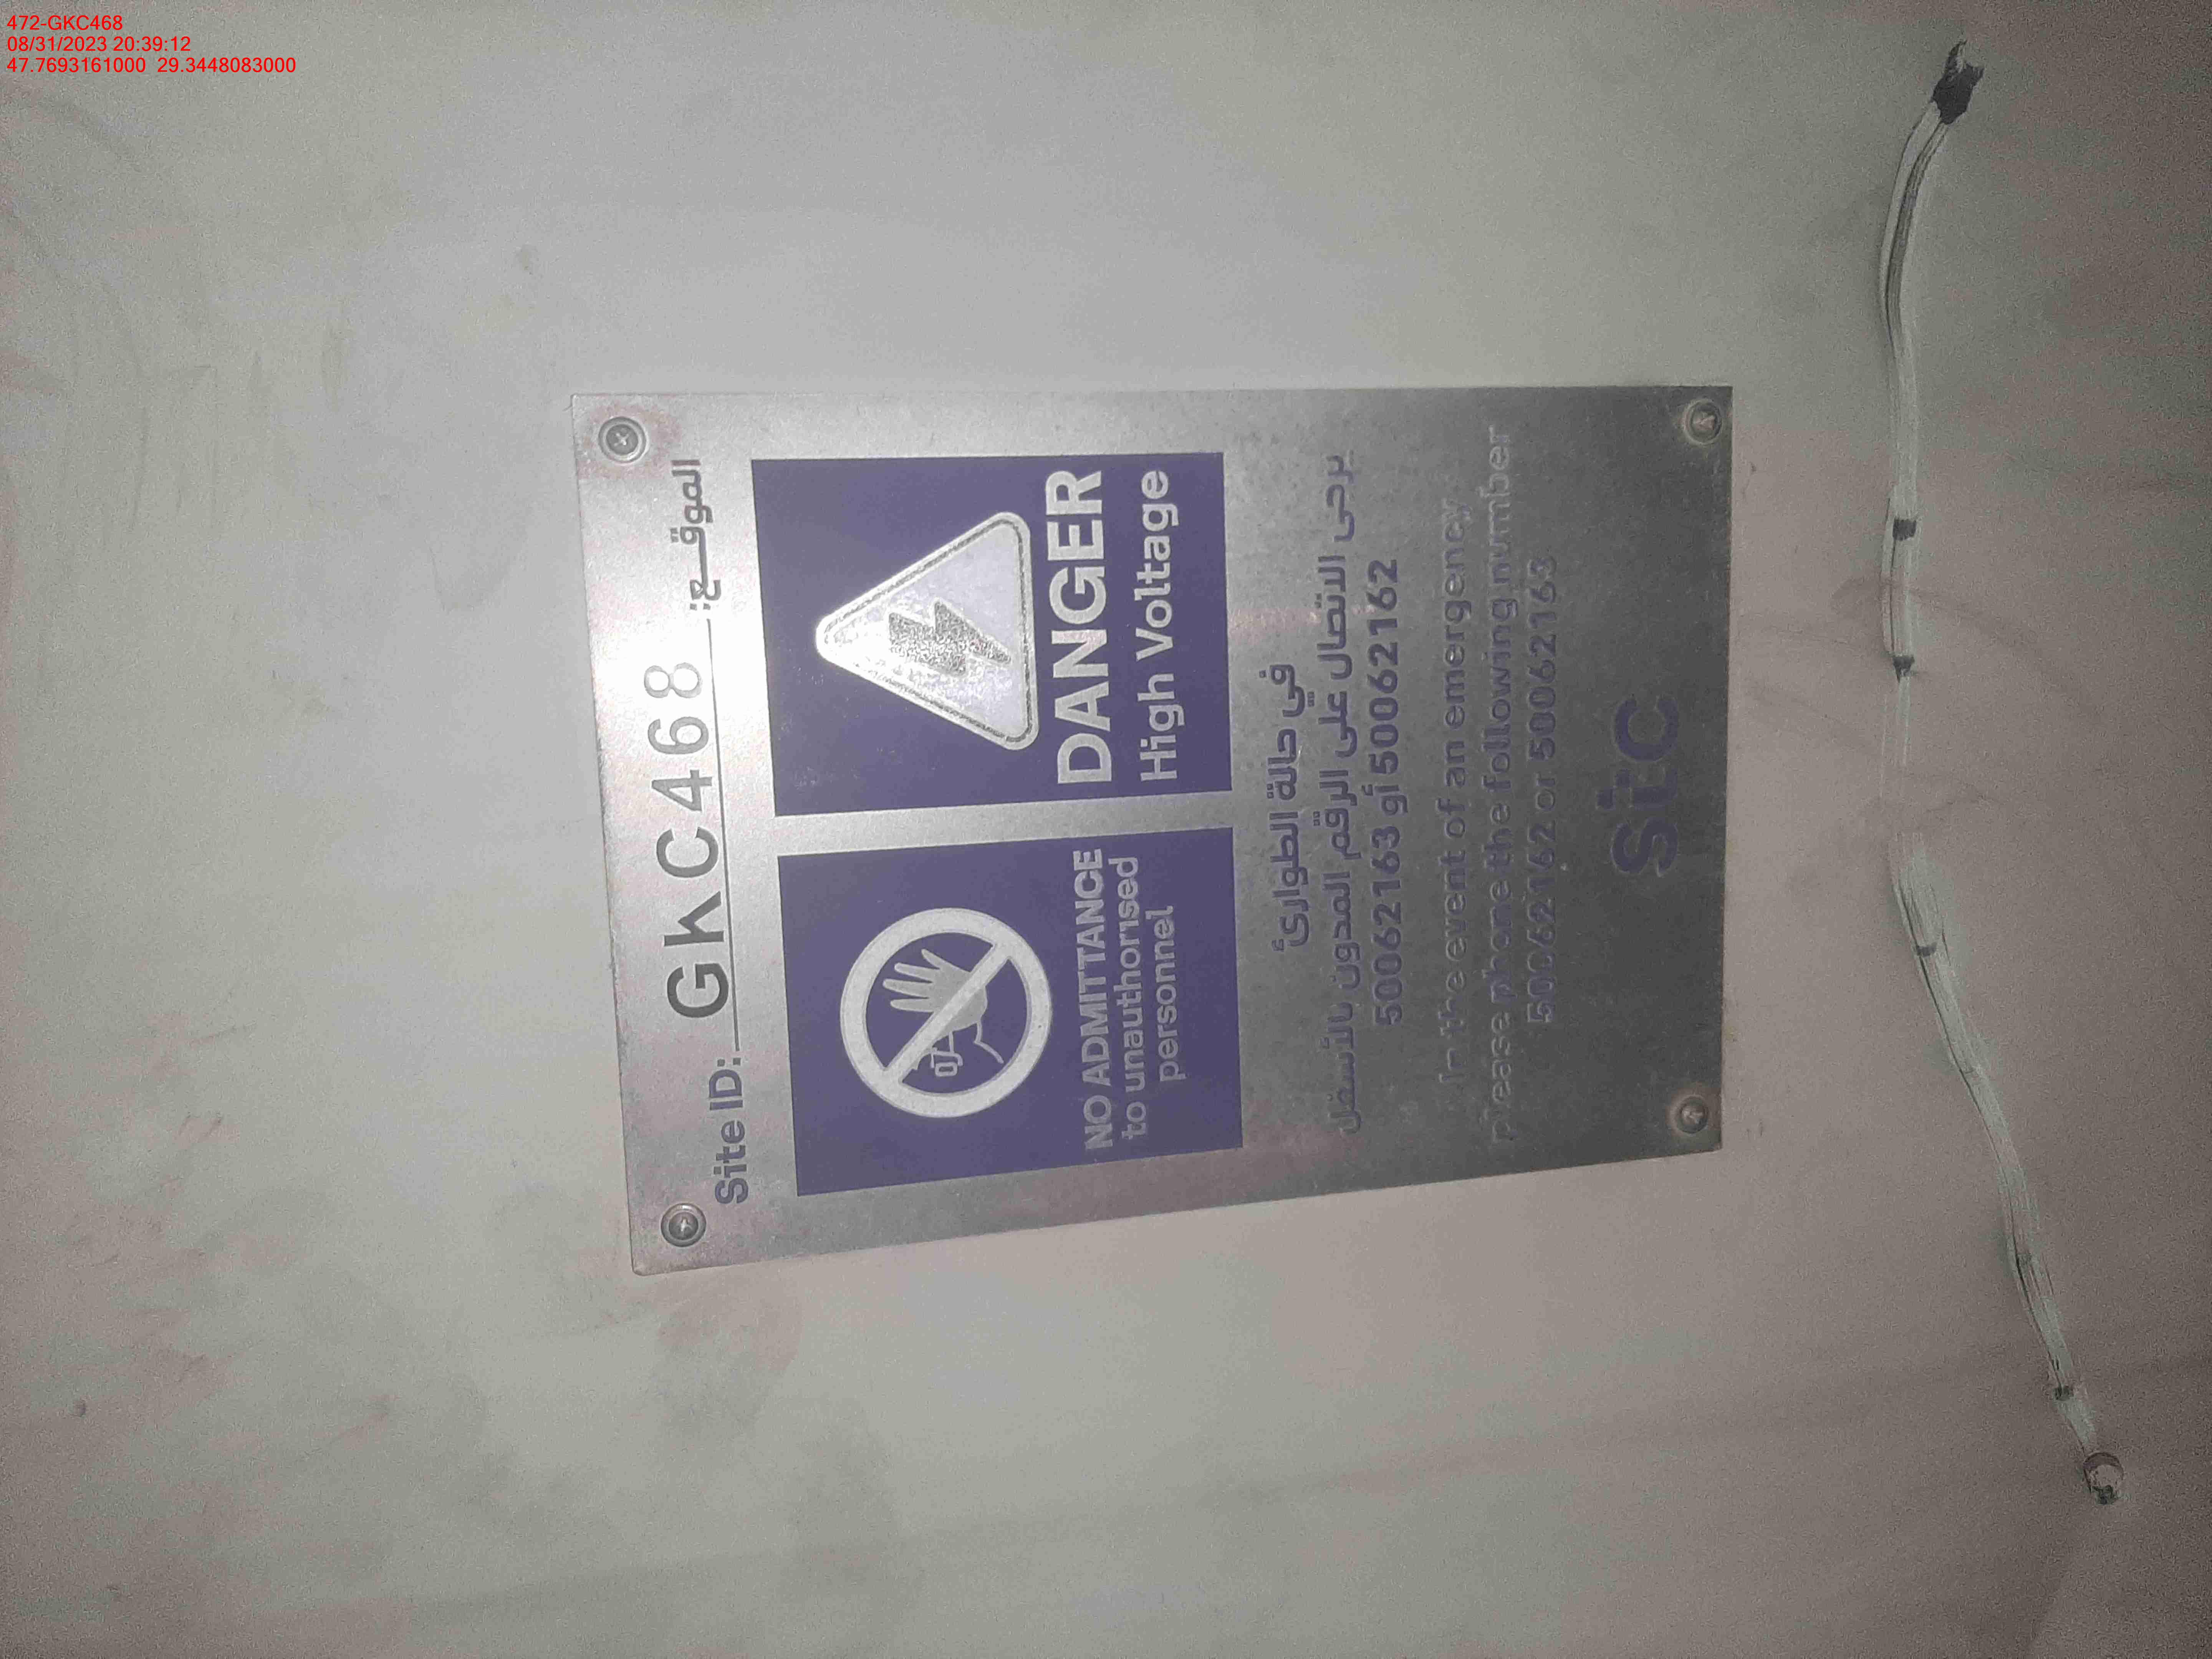 472-GKC468
08/31/2023 20:39:12
47.7693161000 29.3448083000
Site ID: GKC468 الموقـــع:
NO ADMITTANCE
to unauthorised
personnel
DANGER
High Voltage
في حالة الطوارئ
يرجى الاتصال على الرقم المدون بالأسفل
50062162 أو 50062163
In the event of an emergency
please phone the following number
50062162 or 50062163
stc